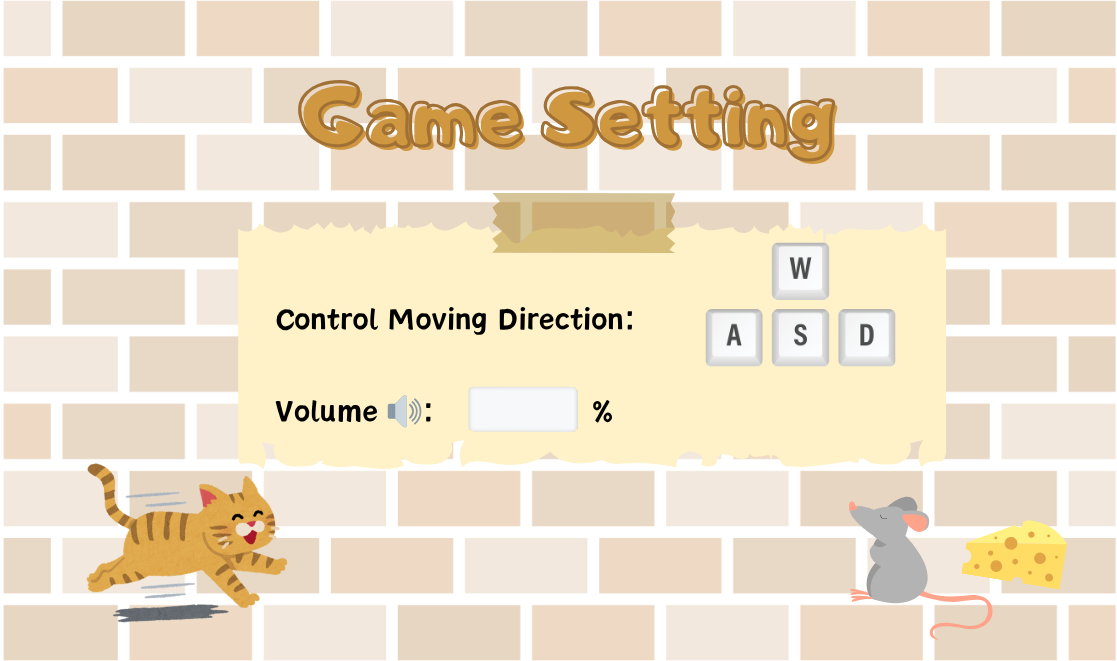 Game Setting
W
Control Moving Direction:
A S D
Volume 🔊: %